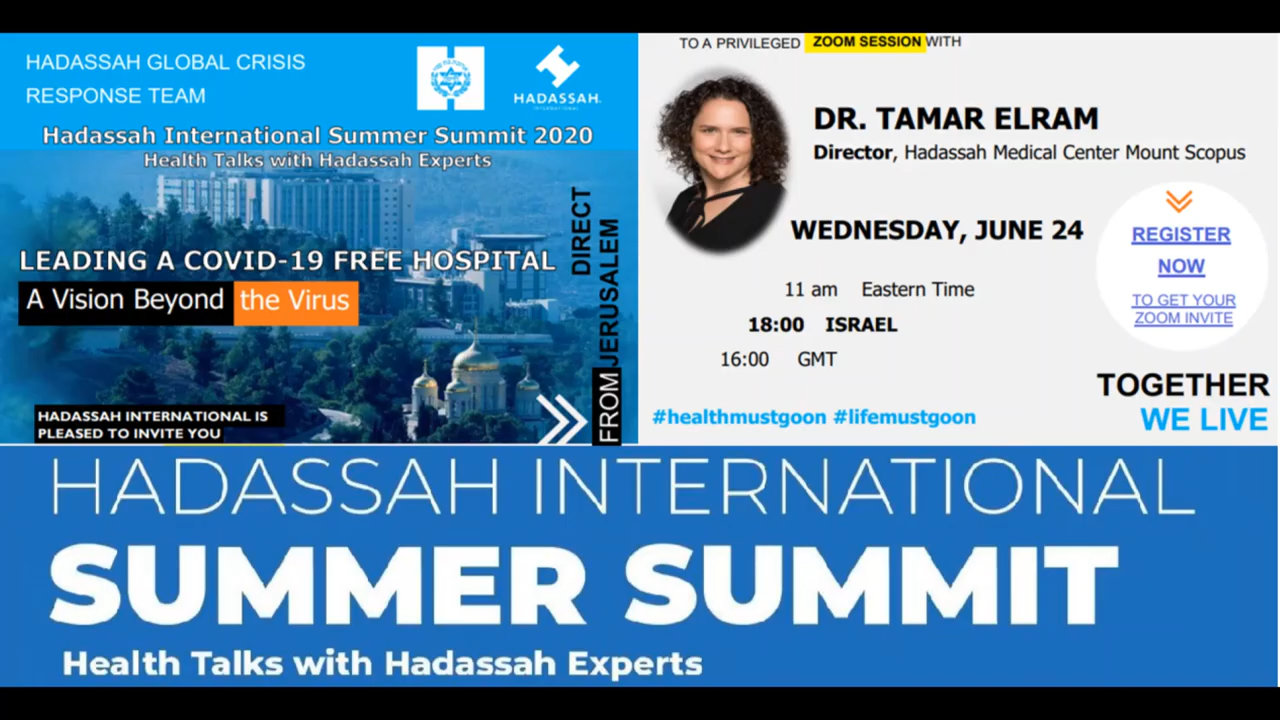 HADASSAH GLOBAL CRISIS
RESPONSE TEAM
HADASSAH.
INTERNATIONAL
Hadassah International Summer Summit 2020
Health Talks with Hadassah Experts
LEADING A COVID-19 FREE HOSPITAL
A Vision Beyond the Virus
DIRECT
FROM JERUSALEM
HADASSAH INTERNATIONAL IS
PLEASED TO INVITE YOU
TO A PRIVILEGED ZOOM SESSION WITH
DR. TAMAR ELRAM
Director, Hadassah Medical Center Mount Scopus
WEDNESDAY, JUNE 24
11 am Eastern Time
18:00 ISRAEL
16:00 GMT
REGISTER
NOW
TO GET YOUR
ZOOM INVITE
#healthmustgoon #lifemustgoon
TOGETHER
WE LIVE
HADASSAH INTERNATIONAL
SUMMER SUMMIT
Health Talks with Hadassah Experts